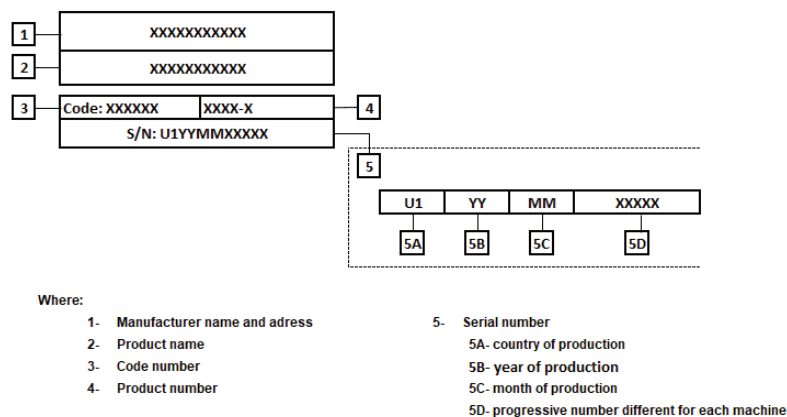 1 XXXXXXXXXXX
2 XXXXXXXXXXX
3 Code: XXXXXX XXXX-X 4
S/N: U1YYMMXXXXX
5
U1 YY MM XXXXX
5A 5B 5C 5D
Where:
1- Manufacturer name and adress
2- Product name
3- Code number
4- Product number
5- Serial number
5A- country of production
5B- year of production
5C- month of production
5D- progressive number different for each machine